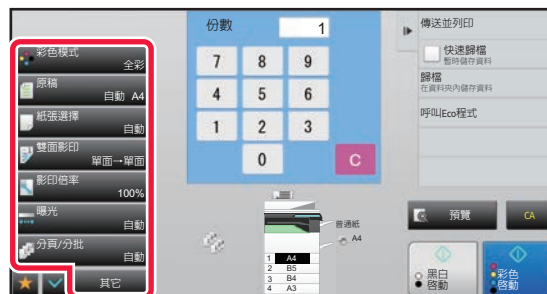 彩色模式
全彩
原稿
自動 A4
紙張選擇
自動
雙面影印
單面→單面
影印倍率
100%
曝光
自動
分頁/分批
自動
其它
份數
1
7 8 9
4 5 6
1 2 3
0 C
普通紙
A4
1 A4
2 B5
3 B4
4 A3
傳送並列印
快速歸檔
暫時儲存資料
歸檔
在資料夾內儲存資料
呼叫Eco程式
預覽
CA
黑白
啓動
彩色
啓動